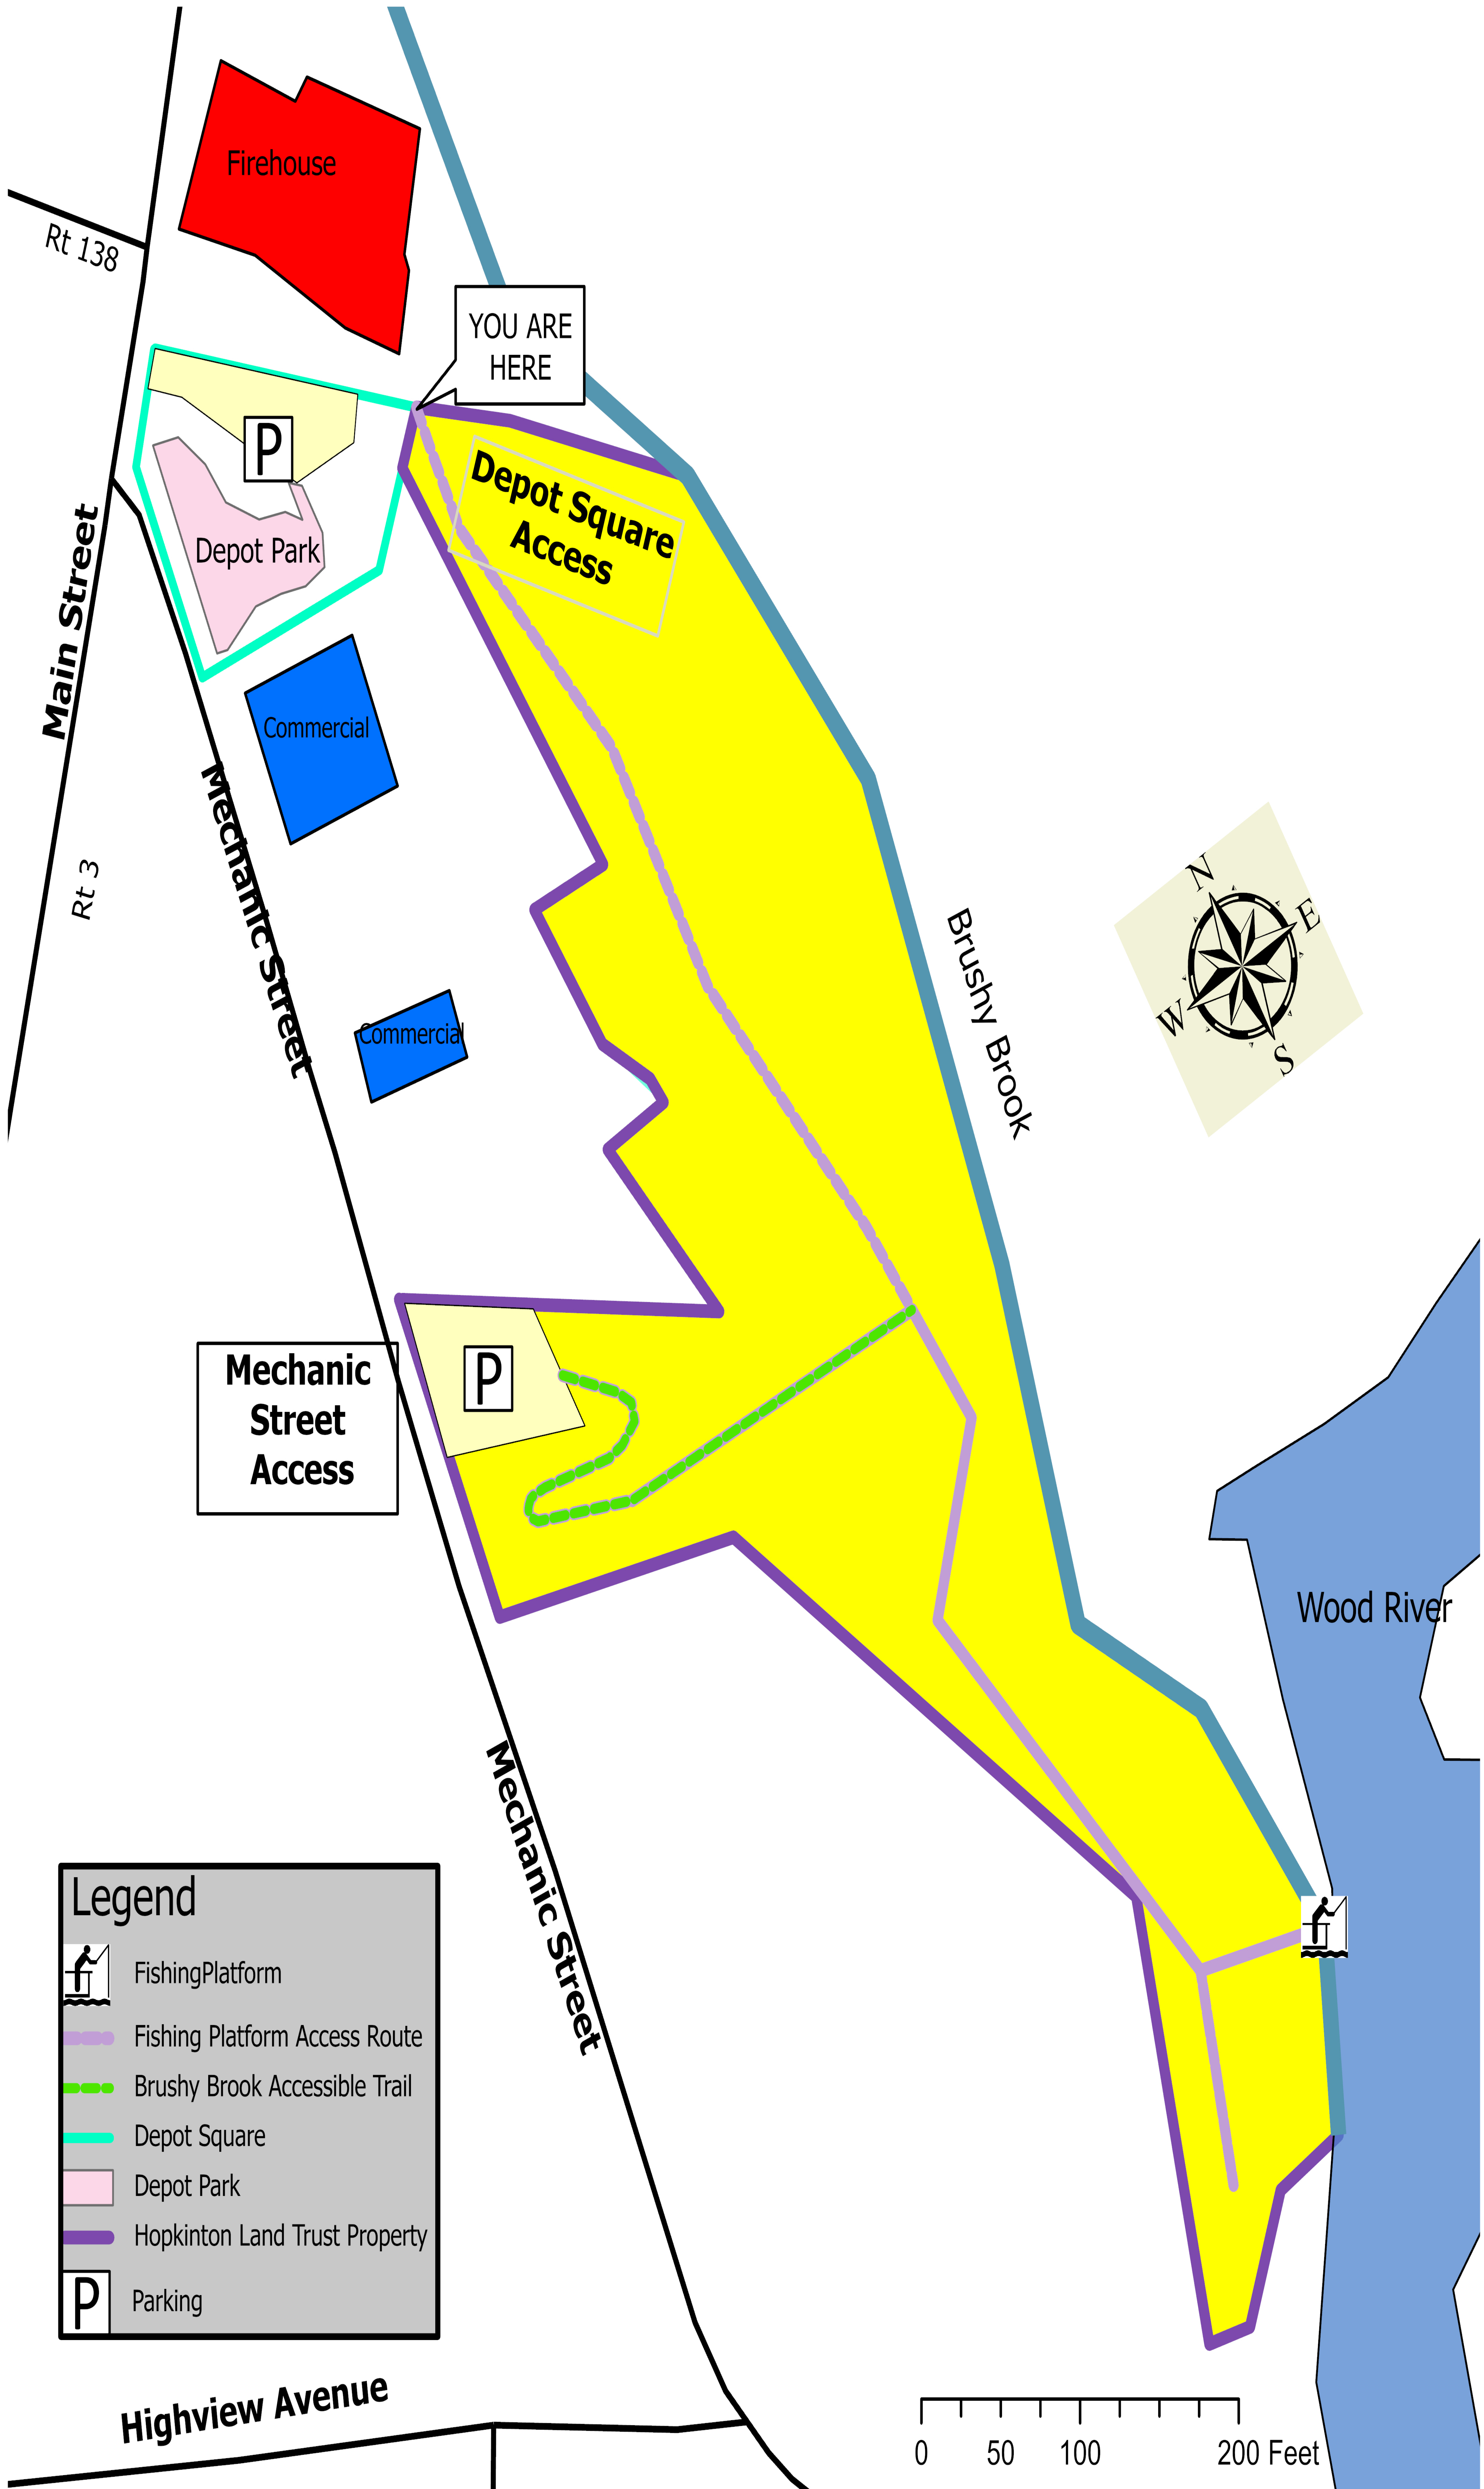 Firehouse
Rt 138
YOU ARE
HERE
P
Depot Square
Access
Depot Park
Main Street
Commercial
Mechanic Street
Rt 3
Commercial
Brushy Brook
N
E
W
S
Mechanic
Street
Access
P
Wood River
Mechanic Street
Legend
FishingPlatform
Fishing Platform Access Route
Brushy Brook Accessible Trail
Depot Square
Depot Park
Hopkinton Land Trust Property
P
Parking
Highview Avenue
0 50 100 200 Feet